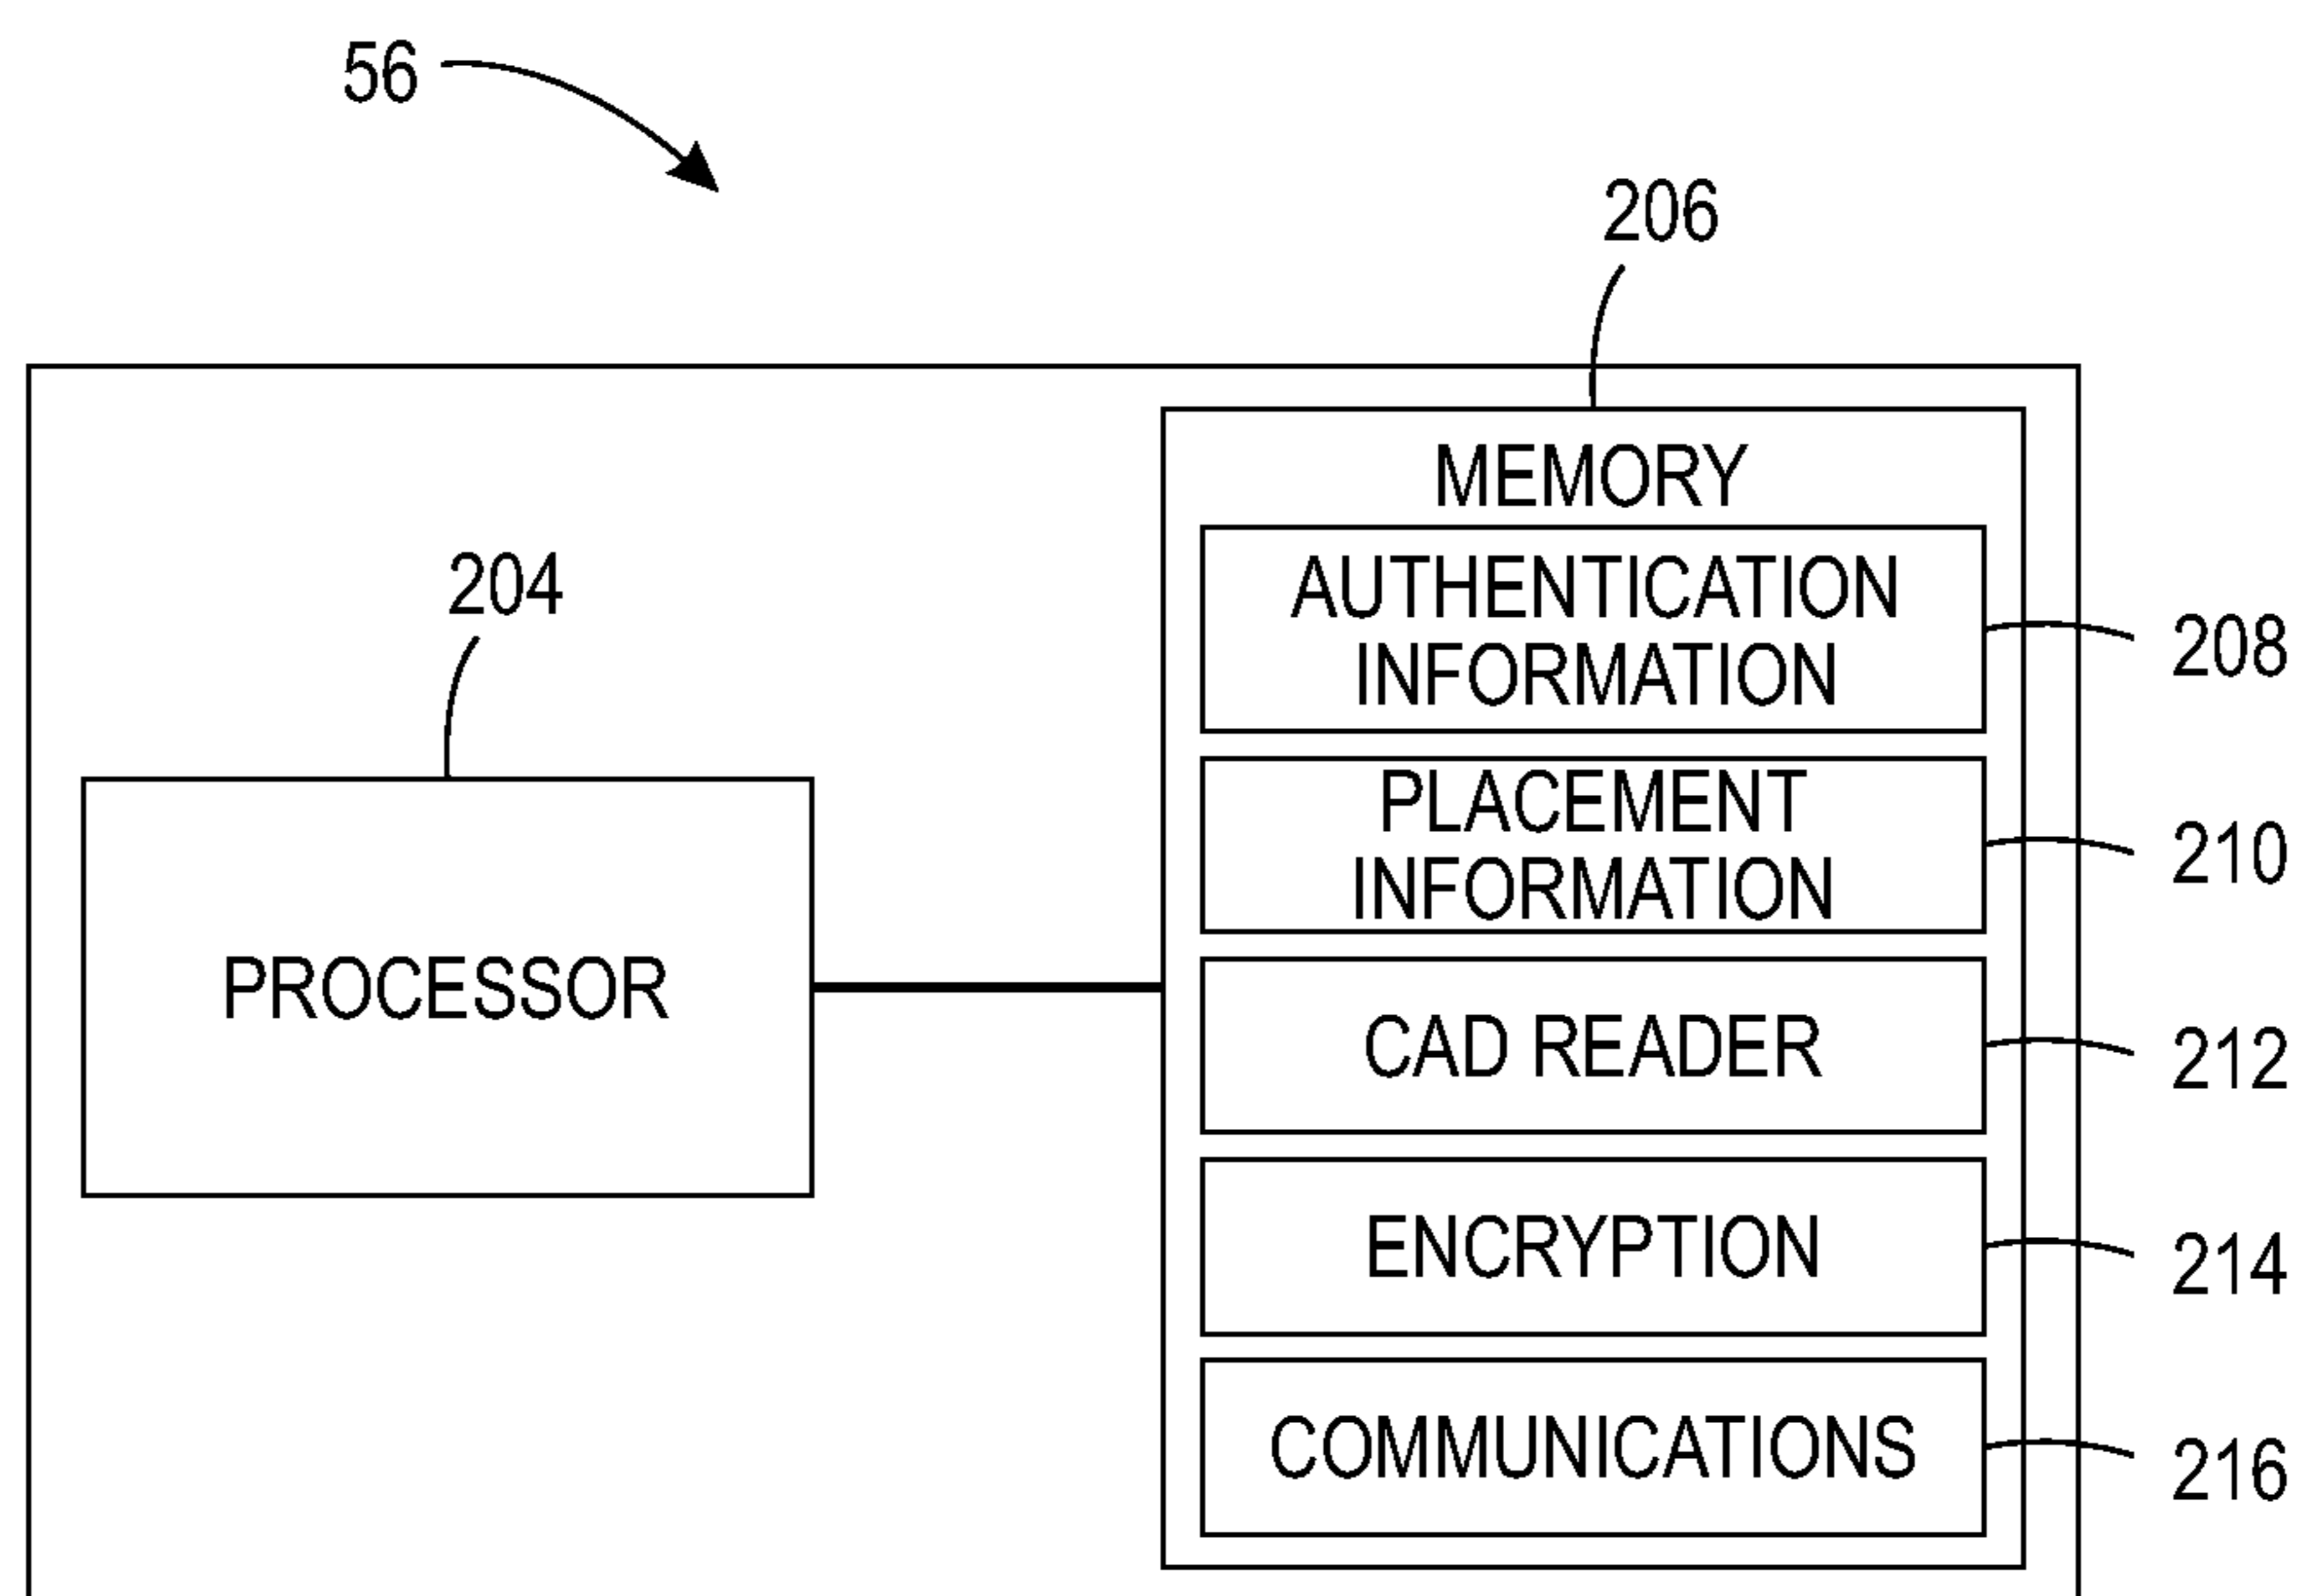 56
206
MEMORY
204
AUTHENTICATION
INFORMATION
208
PLACEMENT
INFORMATION
210
PROCESSOR
CAD READER
212
ENCRYPTION
214
COMMUNICATIONS
216